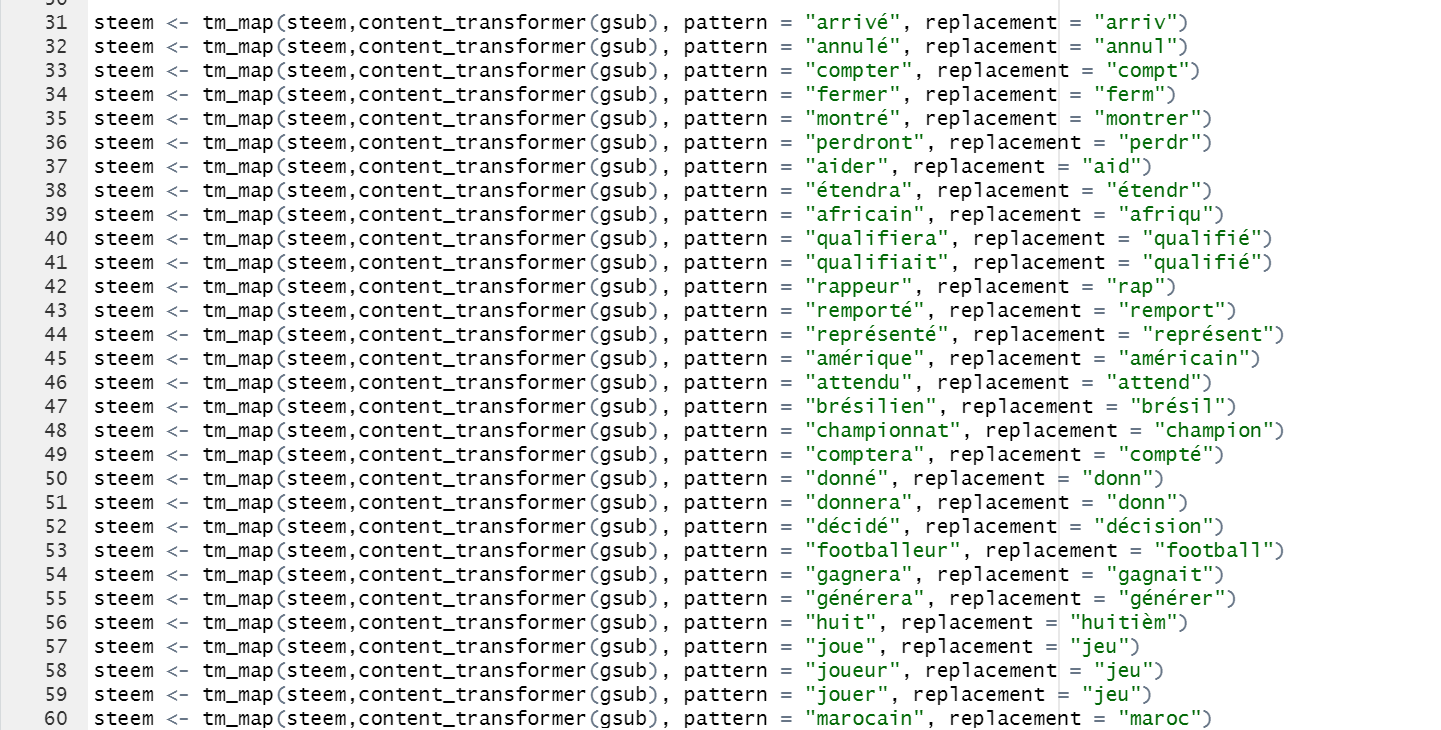 31 steem <- tm_map(steem,content_transformer(gsub), pattern = "arrivé", replacement = "arriv")
32 steem <- tm_map(steem,content_transformer(gsub), pattern = "annulé", replacement = "annul")
33 steem <- tm_map(steem,content_transformer(gsub), pattern = "compter", replacement = "compt")
34 steem <- tm_map(steem,content_transformer(gsub), pattern = "fermer", replacement = "ferm")
35 steem <- tm_map(steem,content_transformer(gsub), pattern = "montré", replacement = "montrer")
36 steem <- tm_map(steem,content_transformer(gsub), pattern = "perdront", replacement = "perdr")
37 steem <- tm_map(steem,content_transformer(gsub), pattern = "aider", replacement = "aid")
38 steem <- tm_map(steem,content_transformer(gsub), pattern = "étendra", replacement = "étendr")
39 steem <- tm_map(steem,content_transformer(gsub), pattern = "africain", replacement = "afriqu")
40 steem <- tm_map(steem,content_transformer(gsub), pattern = "qualifiera", replacement = "qualifié")
41 steem <- tm_map(steem,content_transformer(gsub), pattern = "qualifiait", replacement = "qualifié")
42 steem <- tm_map(steem,content_transformer(gsub), pattern = "rappeur", replacement = "rap")
43 steem <- tm_map(steem,content_transformer(gsub), pattern = "remporté", replacement = "remport")
44 steem <- tm_map(steem,content_transformer(gsub), pattern = "représenté", replacement = "représent")
45 steem <- tm_map(steem,content_transformer(gsub), pattern = "amérique", replacement = "américain")
46 steem <- tm_map(steem,content_transformer(gsub), pattern = "attendu", replacement = "attend")
47 steem <- tm_map(steem,content_transformer(gsub), pattern = "brésilien", replacement = "brésil")
48 steem <- tm_map(steem,content_transformer(gsub), pattern = "championnat", replacement = "champion")
49 steem <- tm_map(steem,content_transformer(gsub), pattern = "comptera", replacement = "compté")
50 steem <- tm_map(steem,content_transformer(gsub), pattern = "donné", replacement = "donn")
51 steem <- tm_map(steem,content_transformer(gsub), pattern = "donnera", replacement = "donn")
52 steem <- tm_map(steem,content_transformer(gsub), pattern = "décidé", replacement = "décision")
53 steem <- tm_map(steem,content_transformer(gsub), pattern = "footballeur", replacement = "football")
54 steem <- tm_map(steem,content_transformer(gsub), pattern = "gagnera", replacement = "gagnait")
55 steem <- tm_map(steem,content_transformer(gsub), pattern = "générera", replacement = "générer")
56 steem <- tm_map(steem,content_transformer(gsub), pattern = "huit", replacement = "huitièm")
57 steem <- tm_map(steem,content_transformer(gsub), pattern = "joue", replacement = "jeu")
58 steem <- tm_map(steem,content_transformer(gsub), pattern = "joueur", replacement = "jeu")
59 steem <- tm_map(steem,content_transformer(gsub), pattern = "jouer", replacement = "jeu")
60 steem <- tm_map(steem,content_transformer(gsub), pattern = "marocain", replacement = "maroc")